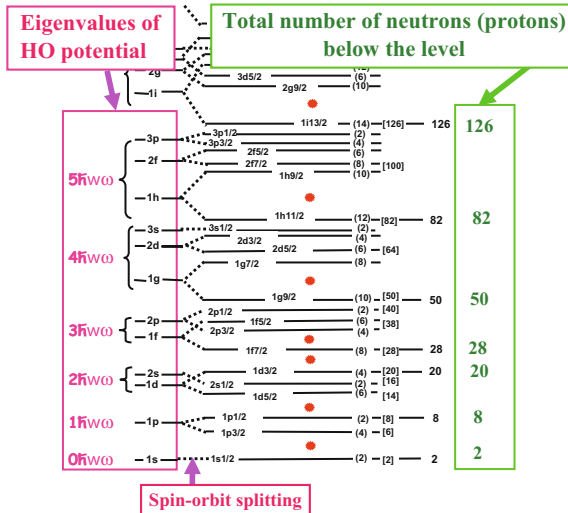 Eigenvalues of
HO potential
Total number of neutrons (protons)
below the level
2g
3d5/2 (6)
2g9/2 (10)
1i
1i13/2 (14) [126] 126 126
3p 3p1/2 (2)
3p3/2 (4)
2f 2f5/2 (6)
2f7/2 (8) [100]
5ħwω 1h9/2 (10)
1h
1h11/2 (12) [82] 82 82
3s 3s1/2 (2)
2d 2d3/2 (4)
2d5/2 (6) [64]
4ħwω 1g7/2 (8)
1g
1g9/2 (10) [50] 50 50
2p 2p1/2 (2) [40]
3ħwω 1f5/2 (6) [38]
1f 2p3/2 (4)
1f7/2 (8) [28] 28 28
2s 1d3/2 (4) [20] 20 20
2ħwω 1d 2s1/2 (2) [16]
1d5/2 (6) [14]
1ħwω 1p 1p1/2 (2) [8] 8 8
1p3/2 (4) [6]
0ħwω 1s 1s1/2 (2) [2] 2 2
Spin-orbit splitting